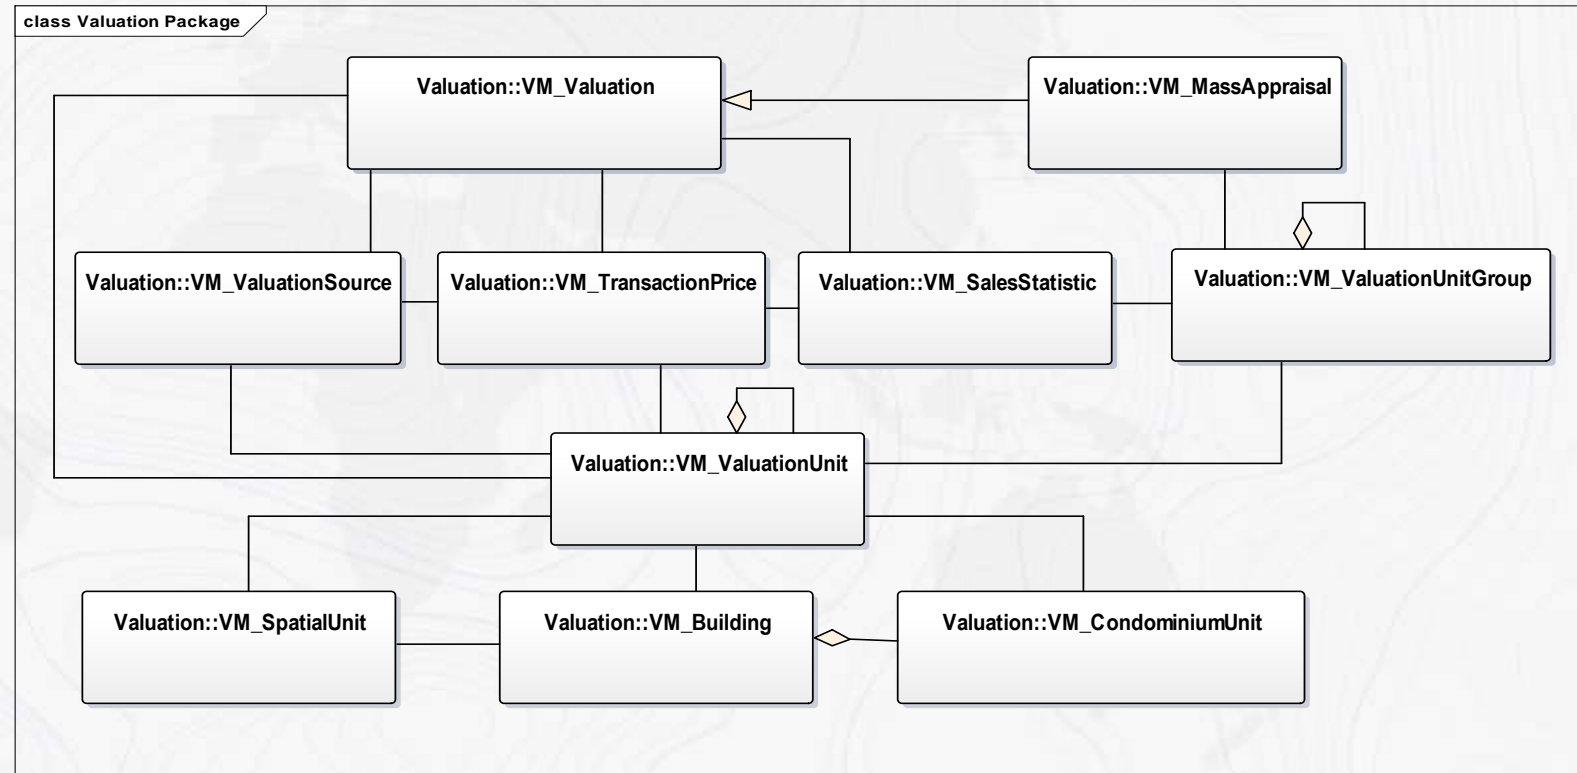 class Valuation Package
Valuation::VM_Valuation
Valuation::VM_MassAppraisal
Valuation::VM_ValuationSource
Valuation::VM_TransactionPrice
Valuation::VM_SalesStatistic
Valuation::VM_ValuationUnitGroup
Valuation::VM_ValuationUnit
Valuation::VM_SpatialUnit
Valuation::VM_Building
Valuation::VM_CondominiumUnit